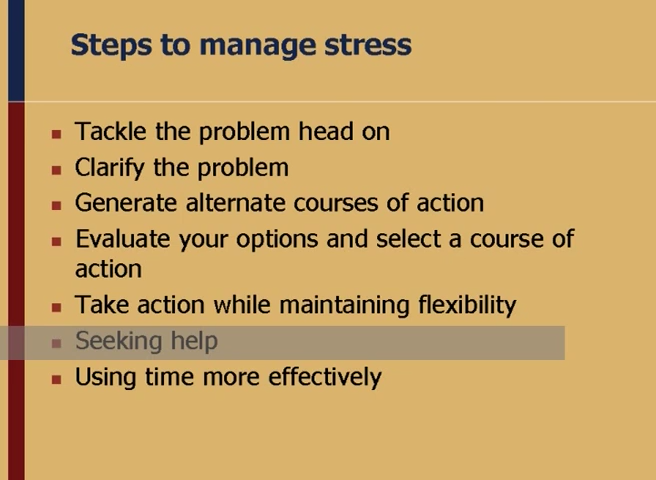 Steps to manage stress
Tackle the problem head on
Clarify the problem
Generate alternate courses of action
Evaluate your options and select a course of
action
Take action while maintaining flexibility
Seeking help
Using time more effectively